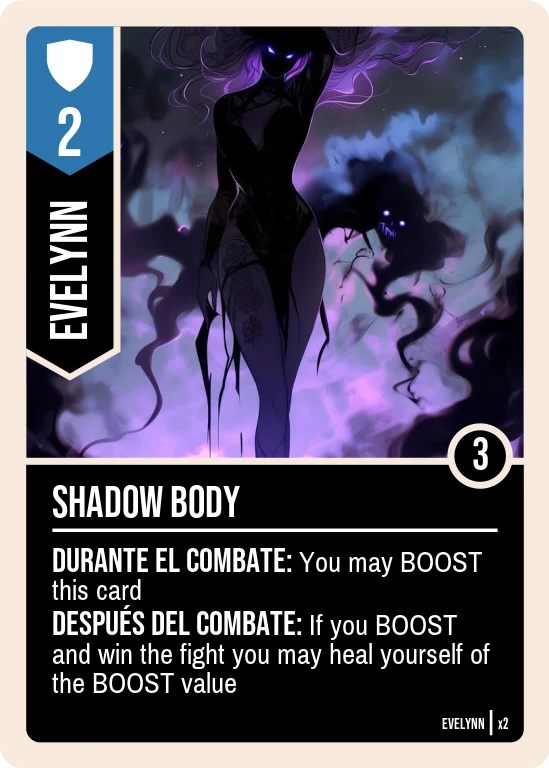 2
EVELYNN
3
SHADOW BODY
DURANTE EL COMBATE: You may BOOST
this card
DESPUÉS DEL COMBATE: If you BOOST
and win the fight you may heal yourself of
the BOOST value
EVELYNN | x2